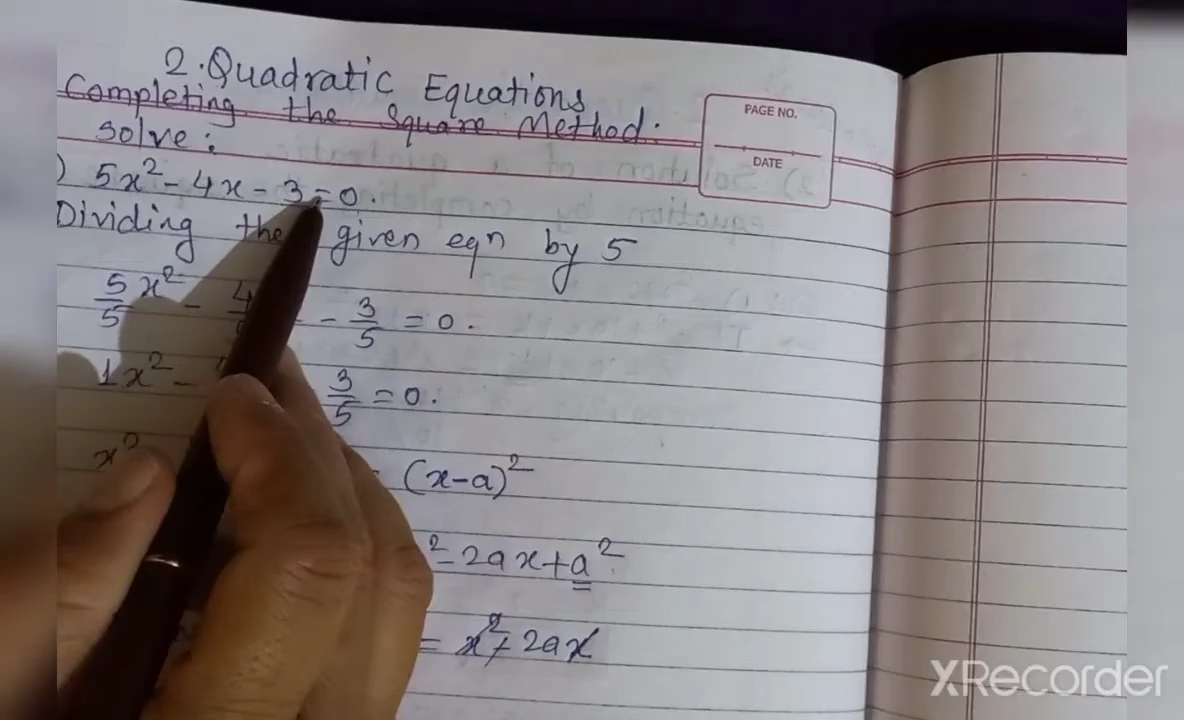 2. Quadratic Equations
Completing the Square Method.
Solve:
) 5x² - 4x - 3 = 0.
PAGE NO.
DATE
Dividing the given eqn by 5
5/5 x² - 4 - 3/5 = 0.
1x² - 3/5 = 0.
x² (x-a)²
² - 2ax + a²
= x² - 2ax
XRecorder